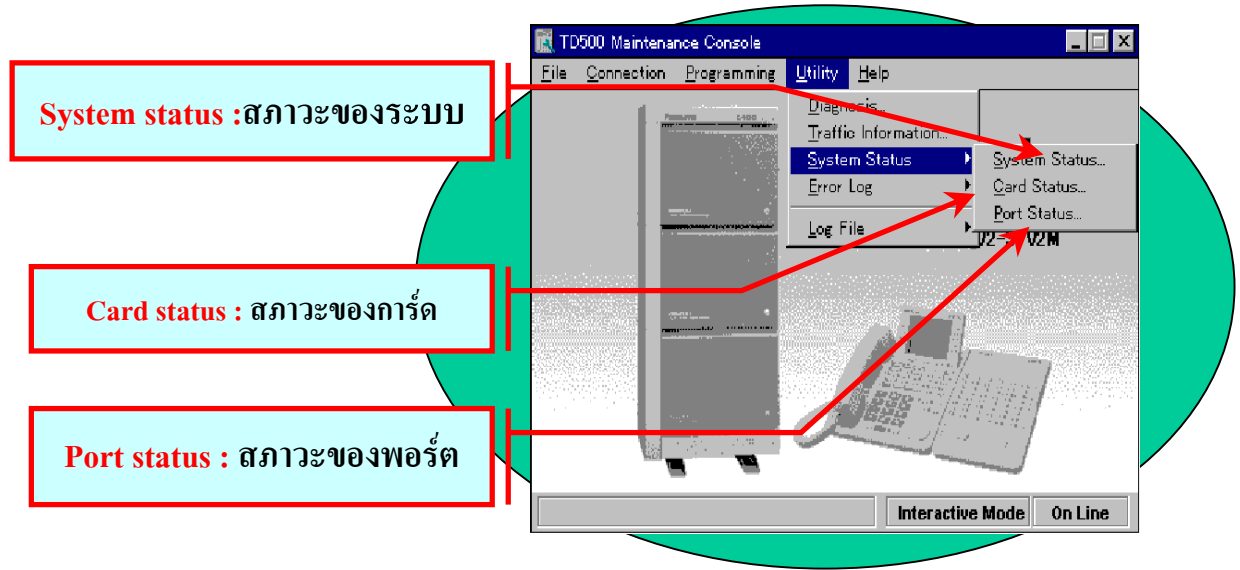 System status :สภาวะของระบบ
Card status : สภาวะของการ์ด
Port status : สภาวะของพอร์ต
TD500 Maintenance Console
File Connection Programming Utility Help
Diagnosis...
Traffic Information...
System Status
Error Log
Log File
System Status...
Card Status...
Port Status...
V2M
Interactive Mode
On Line